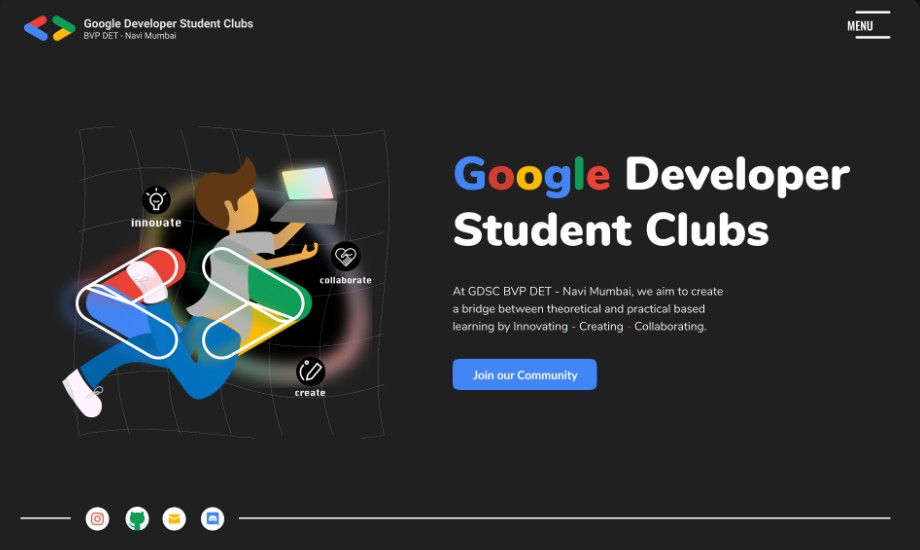 Google Developer Student Clubs
BVP DET - Navi Mumbai
MENU
innovate
collaborate
create
Google Developer
Student Clubs
At GDSC BVP DET - Navi Mumbai, we aim to create
a bridge between theoretical and practical based
learning by Innovating - Creating - Collaborating.
Join our Community